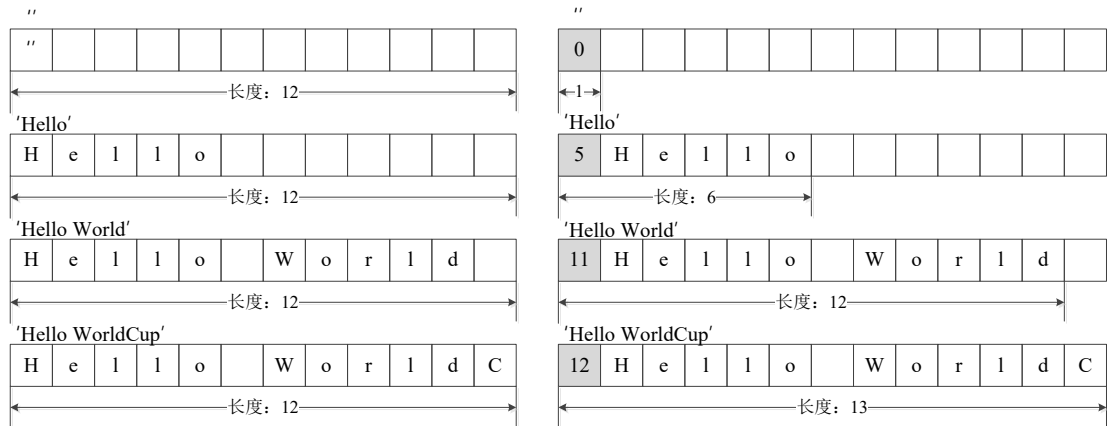 ''
''
长度：12
'Hello'
H e l l o
长度：12
'Hello World'
H e l l o W o r l d
长度：12
'Hello WorldCup'
H e l l o W o r l d C
长度：12
''
0
1
'Hello'
5 H e l l o
长度：6
'Hello World'
11 H e l l o W o r l d
长度：12
'Hello WorldCup'
12 H e l l o W o r l d C
长度：13